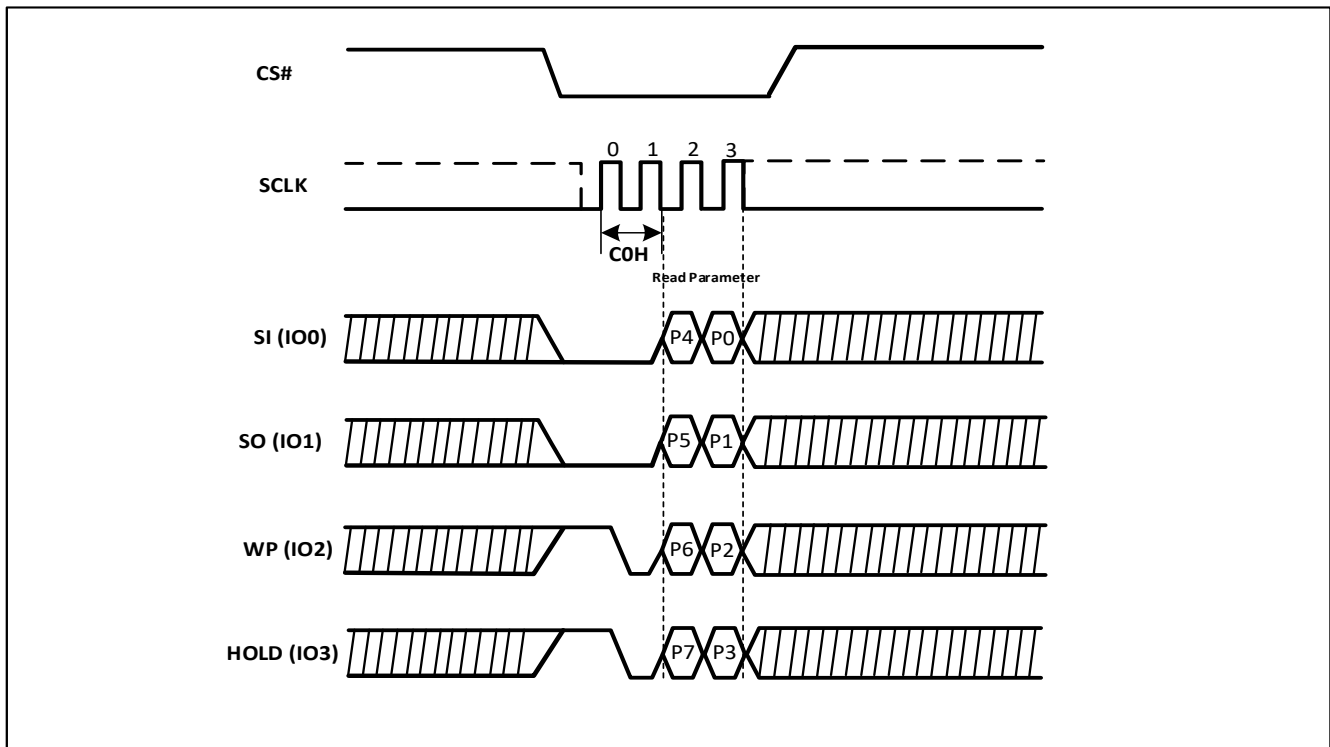 CS#
0 1 2 3
SCLK
C0H
Read Parameter
SI (IO0) P4 P0
SO (IO1) P5 P1
WP (IO2) P6 P2
HOLD (IO3) P7 P3